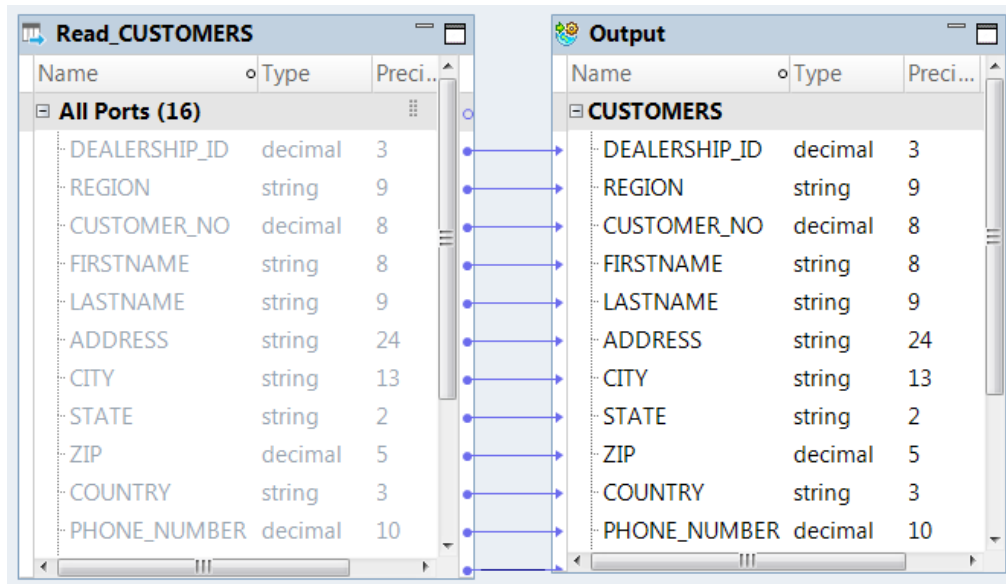 Read_CUSTOMERS
Name Type Preci..
All Ports (16)
DEALERSHIP_ID decimal 3
REGION string 9
CUSTOMER_NO decimal 8
FIRSTNAME string 8
LASTNAME string 9
ADDRESS string 24
CITY string 13
STATE string 2
ZIP decimal 5
COUNTRY string 3
PHONE_NUMBER decimal 10
Output
Name Type Preci...
CUSTOMERS
DEALERSHIP_ID decimal 3
REGION string 9
CUSTOMER_NO decimal 8
FIRSTNAME string 8
LASTNAME string 9
ADDRESS string 24
CITY string 13
STATE string 2
ZIP decimal 5
COUNTRY string 3
PHONE_NUMBER decimal 10